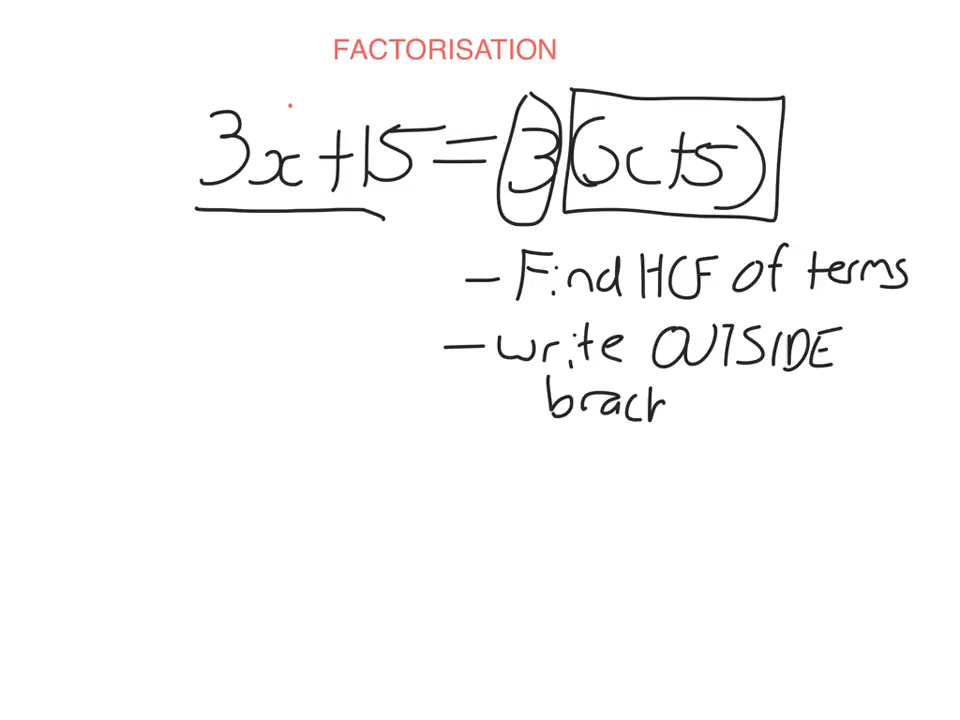 FACTORISATION
3x+15=3(x+5)
- Find HCF of terms
- write OUTSIDE
brack